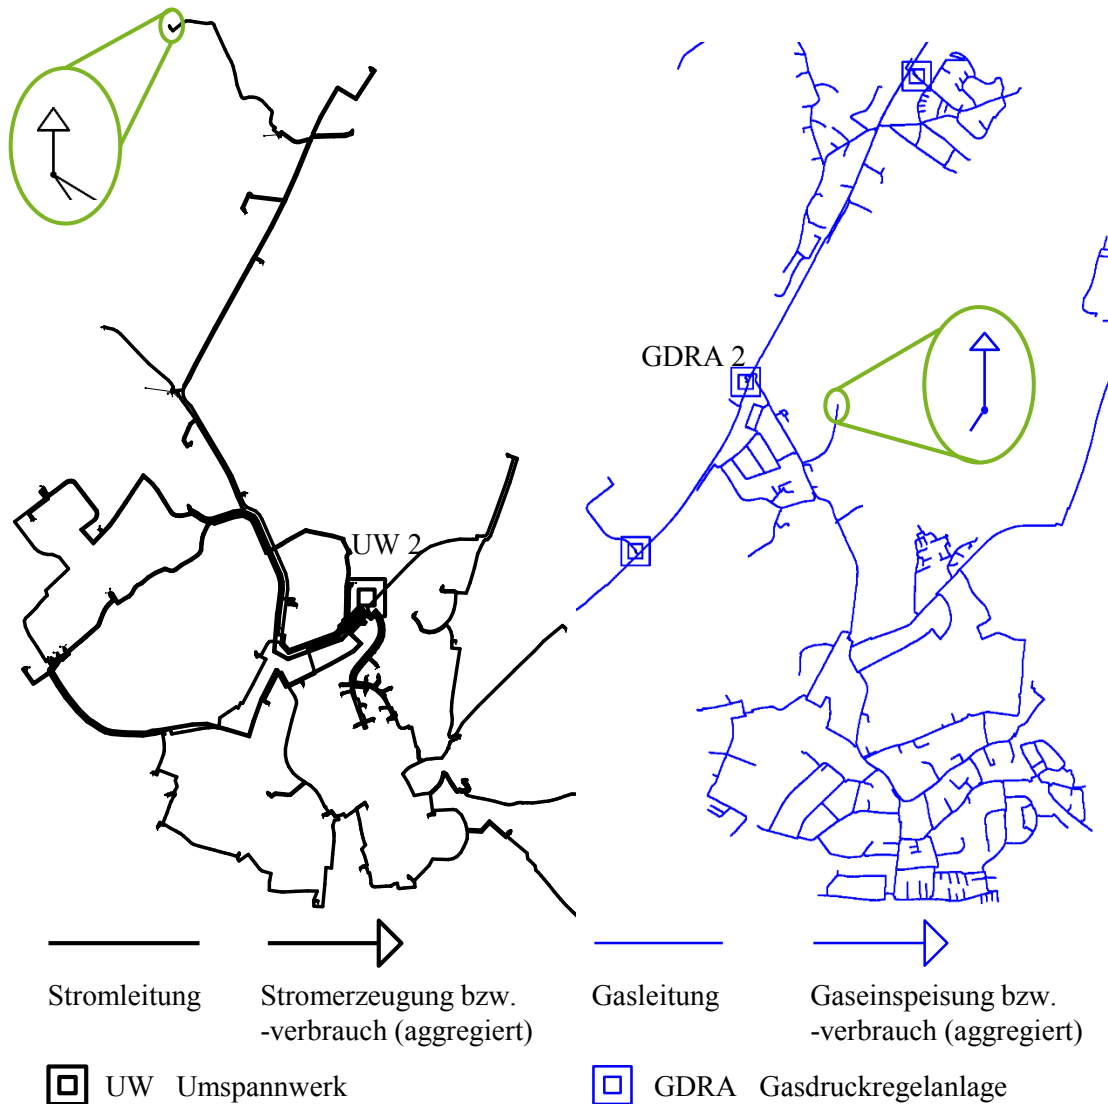 GDRA 2
UW 2
Stromleitung
Stromerzeugung bzw.
-verbrauch (aggregiert)
Gasleitung
Gaseinspeisung bzw.
-verbrauch (aggregiert)
UW Umspannwerk
GDRA Gasdruckregelanlage